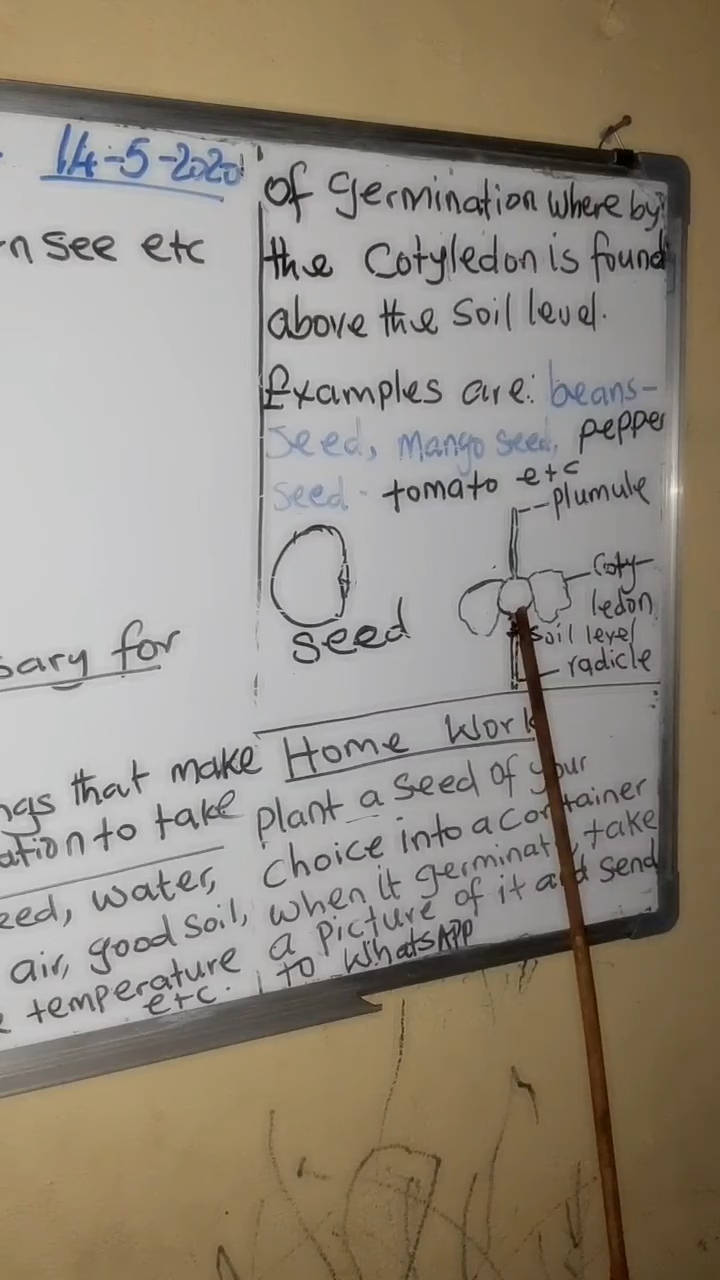 14-5-2020
n see etc
sary for
ngs that make
ation to take
eed, water,
air, good soil,
temperature
etc.
of germination where by
the Cotyledon is found
above the soil level.
Examples are: beans-
seed, mango seed, pepper
seed - tomato etc
plumule
Coty-
ledon
soil level
radicle
seed
Home Work
plant a seed of your
choice into a container
when it germinat take
a picture of it and send
to WhatsAPP